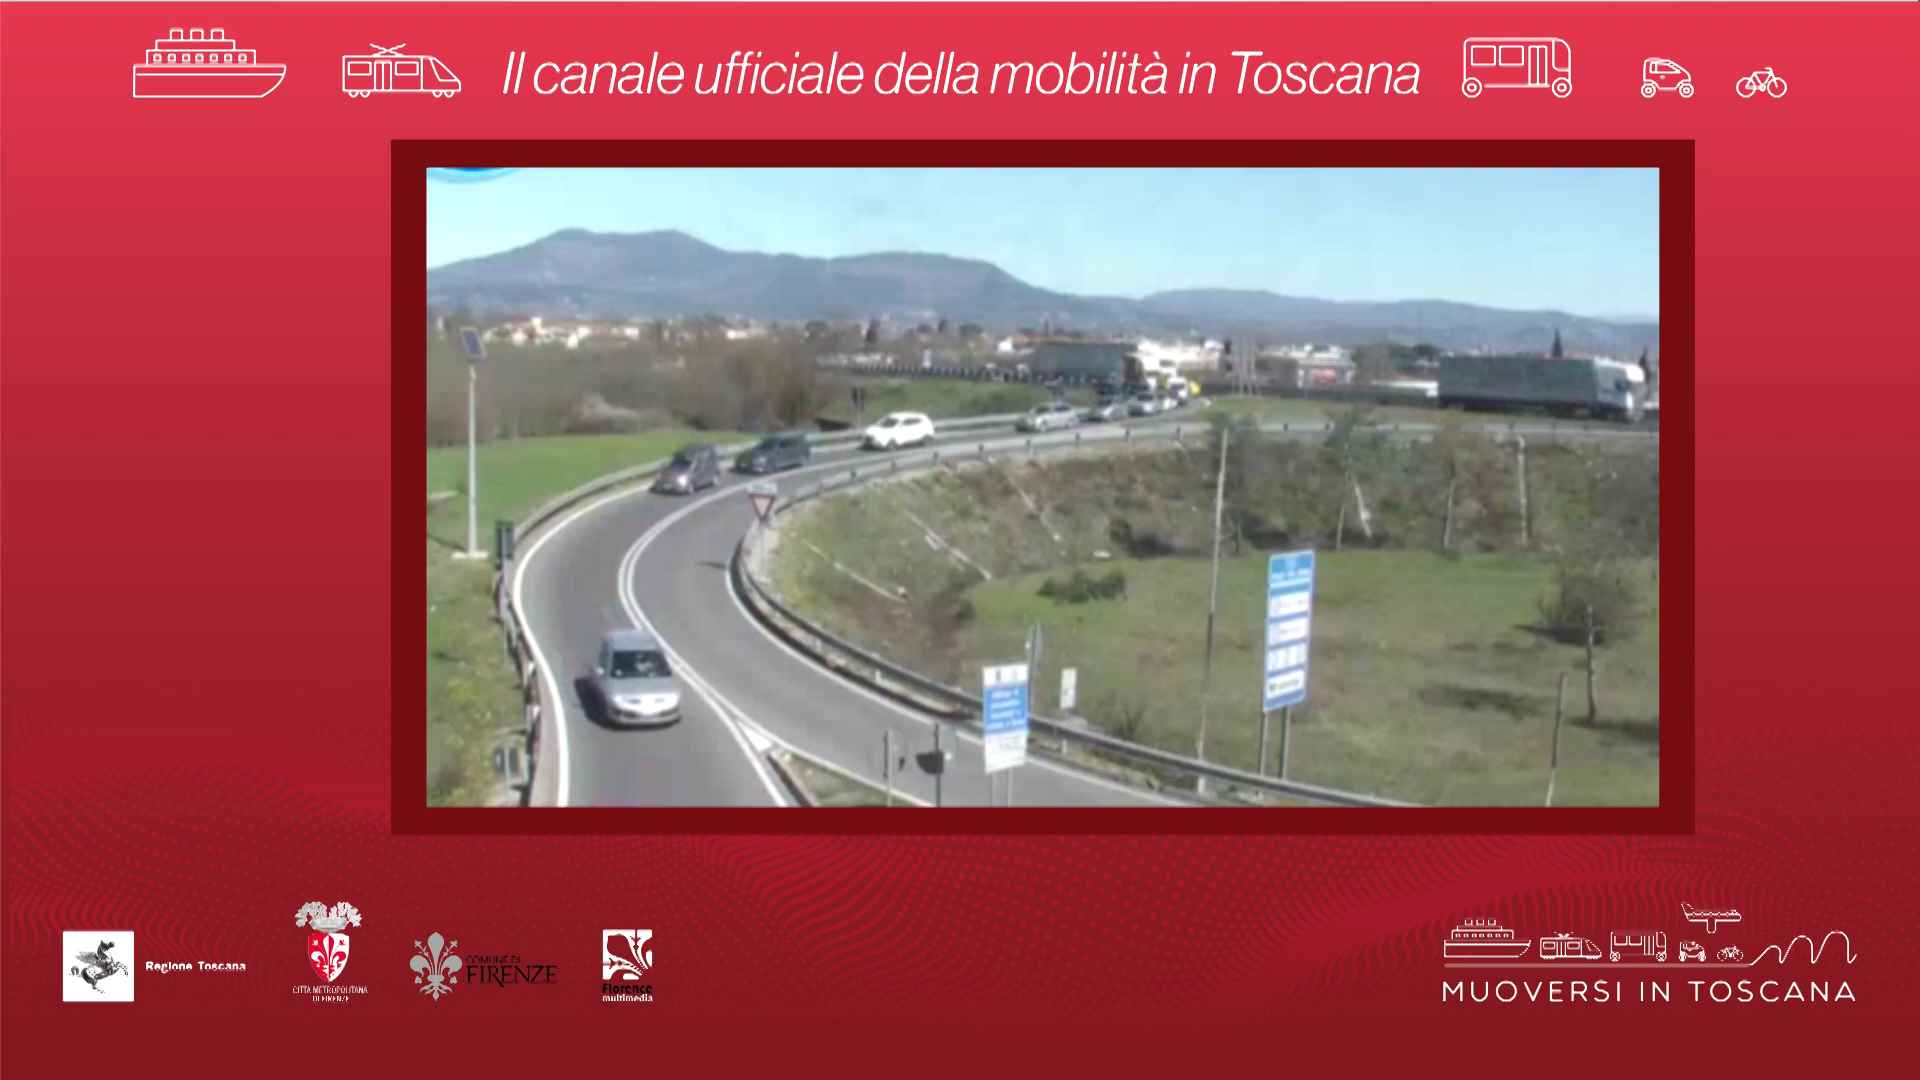 Il canale ufficiale della mobilità in Toscana
Regione Toscana
CITTÀ METROPOLITANA
DI FIRENZE
COMUNE DI
FIRENZE
Florence
multimedia
MUOVERSI IN TOSCANA